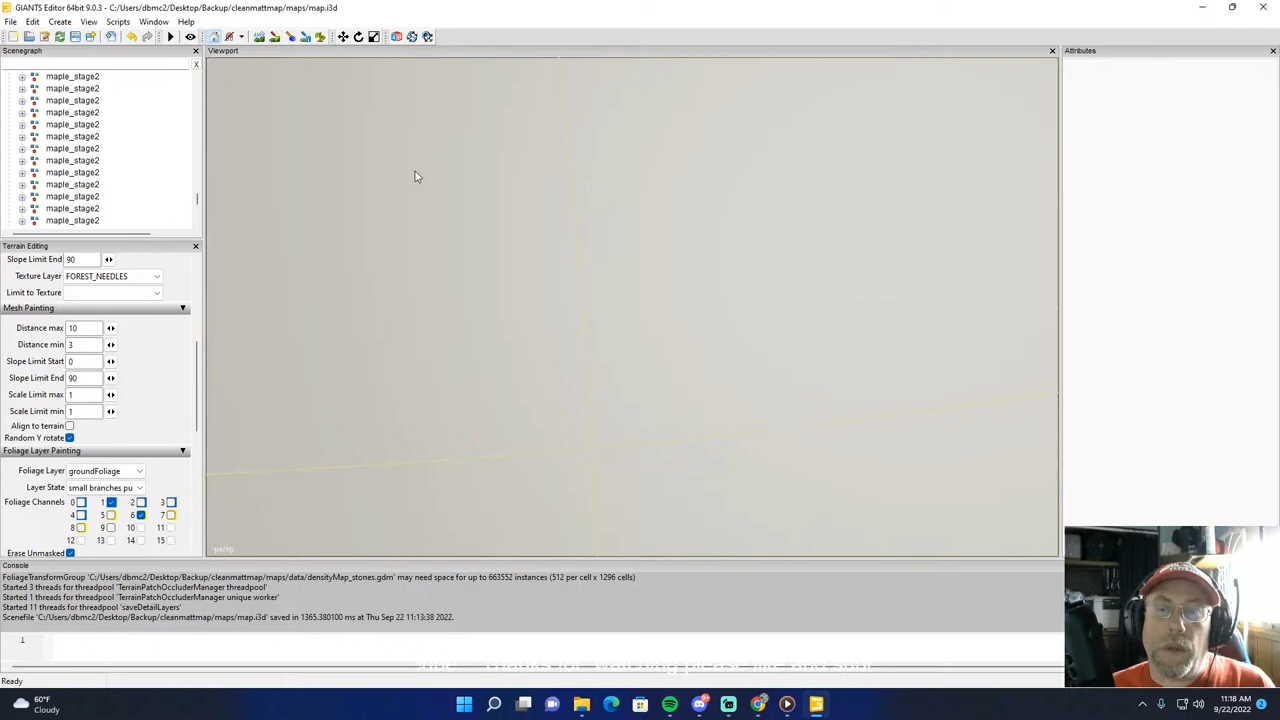 GIANTS Editor 64bit 9.0.3 - C:/Users/dbmc2/Desktop/Backup/cleanmattmap/maps/map.i3d
File Edit Create View Scripts Window Help
Scenegraph
Viewport
Attributes
X
maple_stage2
maple_stage2
maple_stage2
maple_stage2
maple_stage2
maple_stage2
maple_stage2
maple_stage2
maple_stage2
maple_stage2
maple_stage2
maple_stage2
maple_stage2
Terrain Editing
Slope Limit End 90
Texture Layer FOREST_NEEDLES
Limit to Texture
Mesh Painting
Distance max 10
Distance min 3
Slope Limit Start 0
Slope Limit End 90
Scale Limit max 1
Scale Limit min 1
Align to terrain
Random Y rotate
Foliage Layer Painting
Foliage Layer groundFoliage
Layer State small branches pu
Foliage Channels 0 1 2 3
4 5 6 7
8 9 10 11
12 13 14 15
Erase Unmasked
persp
Console
FoliageTransformGroup 'C:/Users/dbmc2/Desktop/Backup/cleanmattmap/maps/data/densityMap_stones.gdm' may need space for up to 663552 instances (512 per cell x 1296 cells)
Started 3 threads for threadpool 'TerrainPatchOccluderManager threadpool'
Started 1 threads for threadpool 'TerrainPatchOccluderManager unique worker'
Started 11 threads for threadpool 'saveDetailLayers'
Scenefile 'C:/Users/dbmc2/Desktop/Backup/cleanmattmap/maps/map.i3d' saved in 1365.380100 ms at Thu Sep 22 11:13:38 2022.
1
Thanks for watching please like and
Ready
60°F
Cloudy
11:18 AM
9/22/2022